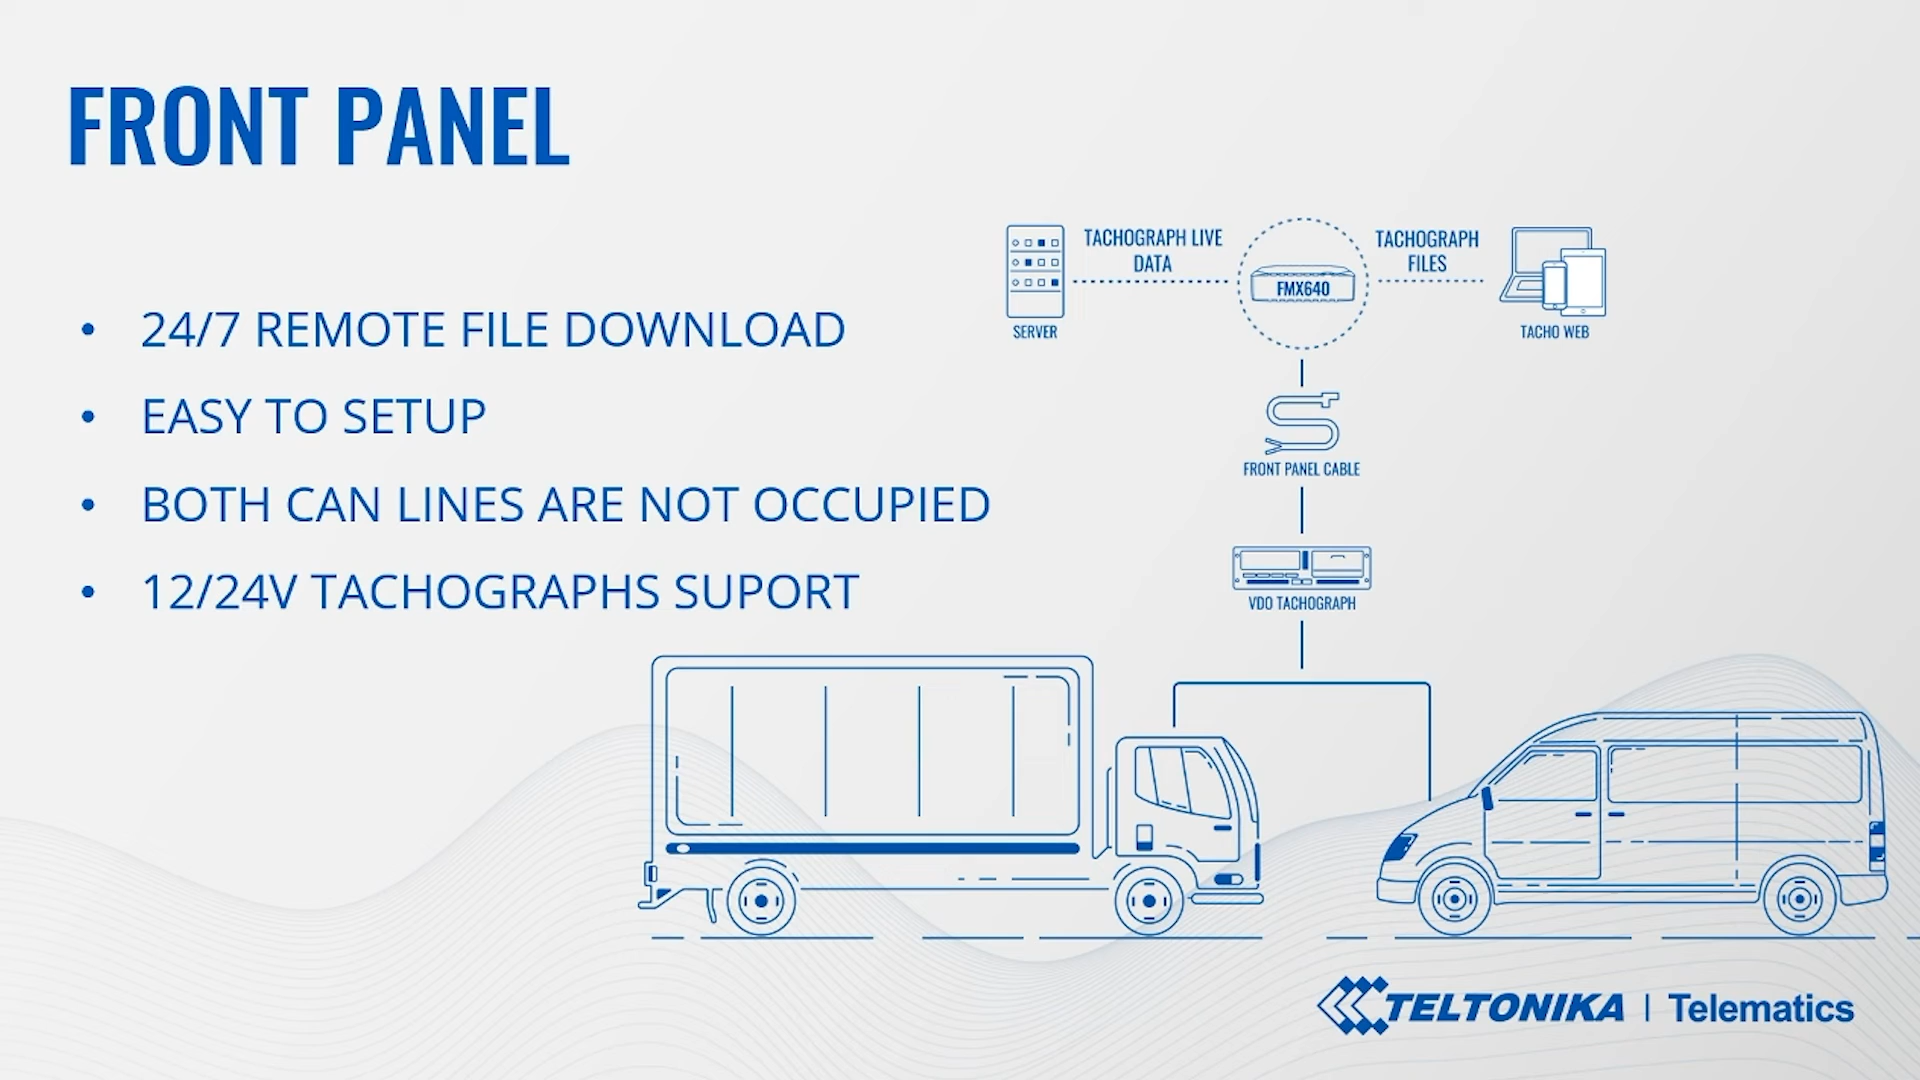 FRONT PANEL
• 24/7 REMOTE FILE DOWNLOAD
• EASY TO SETUP
• BOTH CAN LINES ARE NOT OCCUPIED
• 12/24V TACHOGRAPHS SUPORT
TACHOGRAPH LIVE
DATA
TACHOGRAPH
FILES
FMX640
SERVER
TACHO WEB
FRONT PANEL CABLE
VDO TACHOGRAPH
TELTONIKA | Telematics